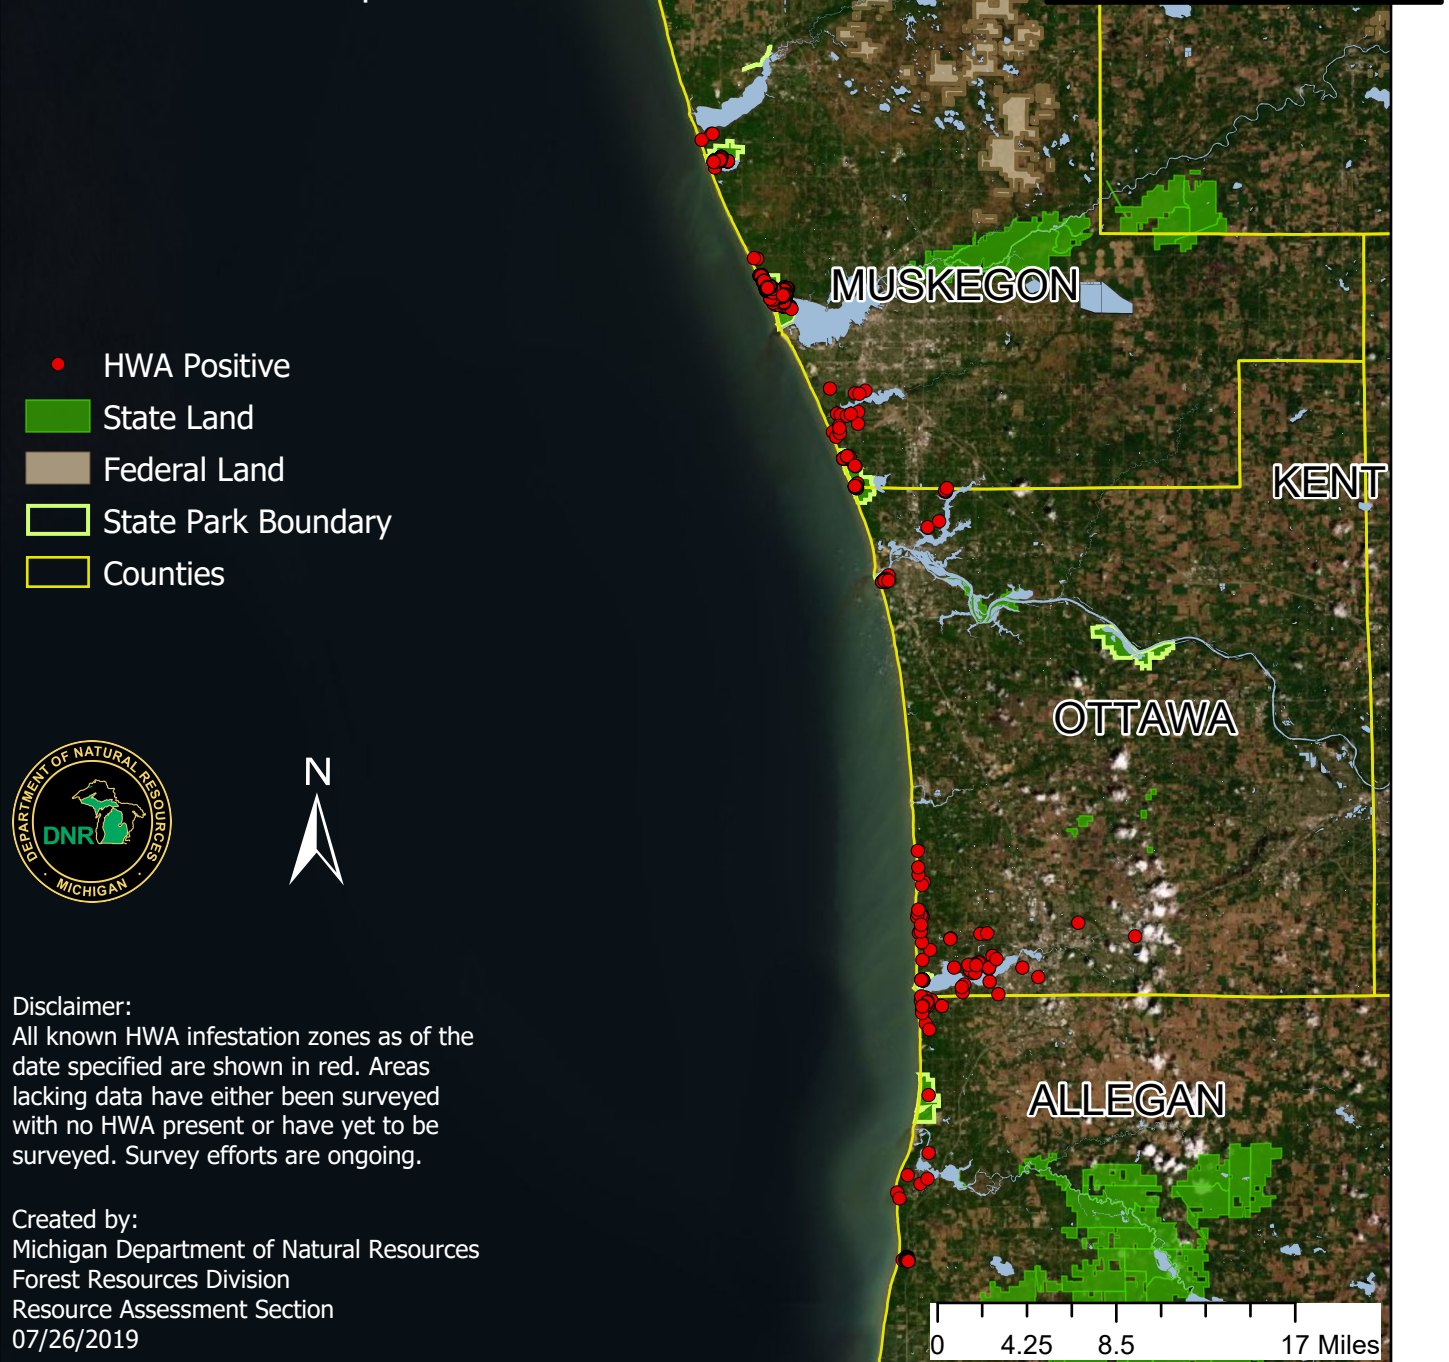 MUSKEGON
HWA Positive
State Land
Federal Land
KENT
State Park Boundary
Counties
OTTAWA
DEPARTMENT OF NATURAL RESOURCES
DNR
MICHIGAN
N
Disclaimer:
All known HWA infestation zones as of the
date specified are shown in red. Areas
lacking data have either been surveyed
with no HWA present or have yet to be
surveyed. Survey efforts are ongoing.
ALLEGAN
Created by:
Michigan Department of Natural Resources
Forest Resources Division
Resource Assessment Section
07/26/2019
0 4.25 8.5 17 Miles